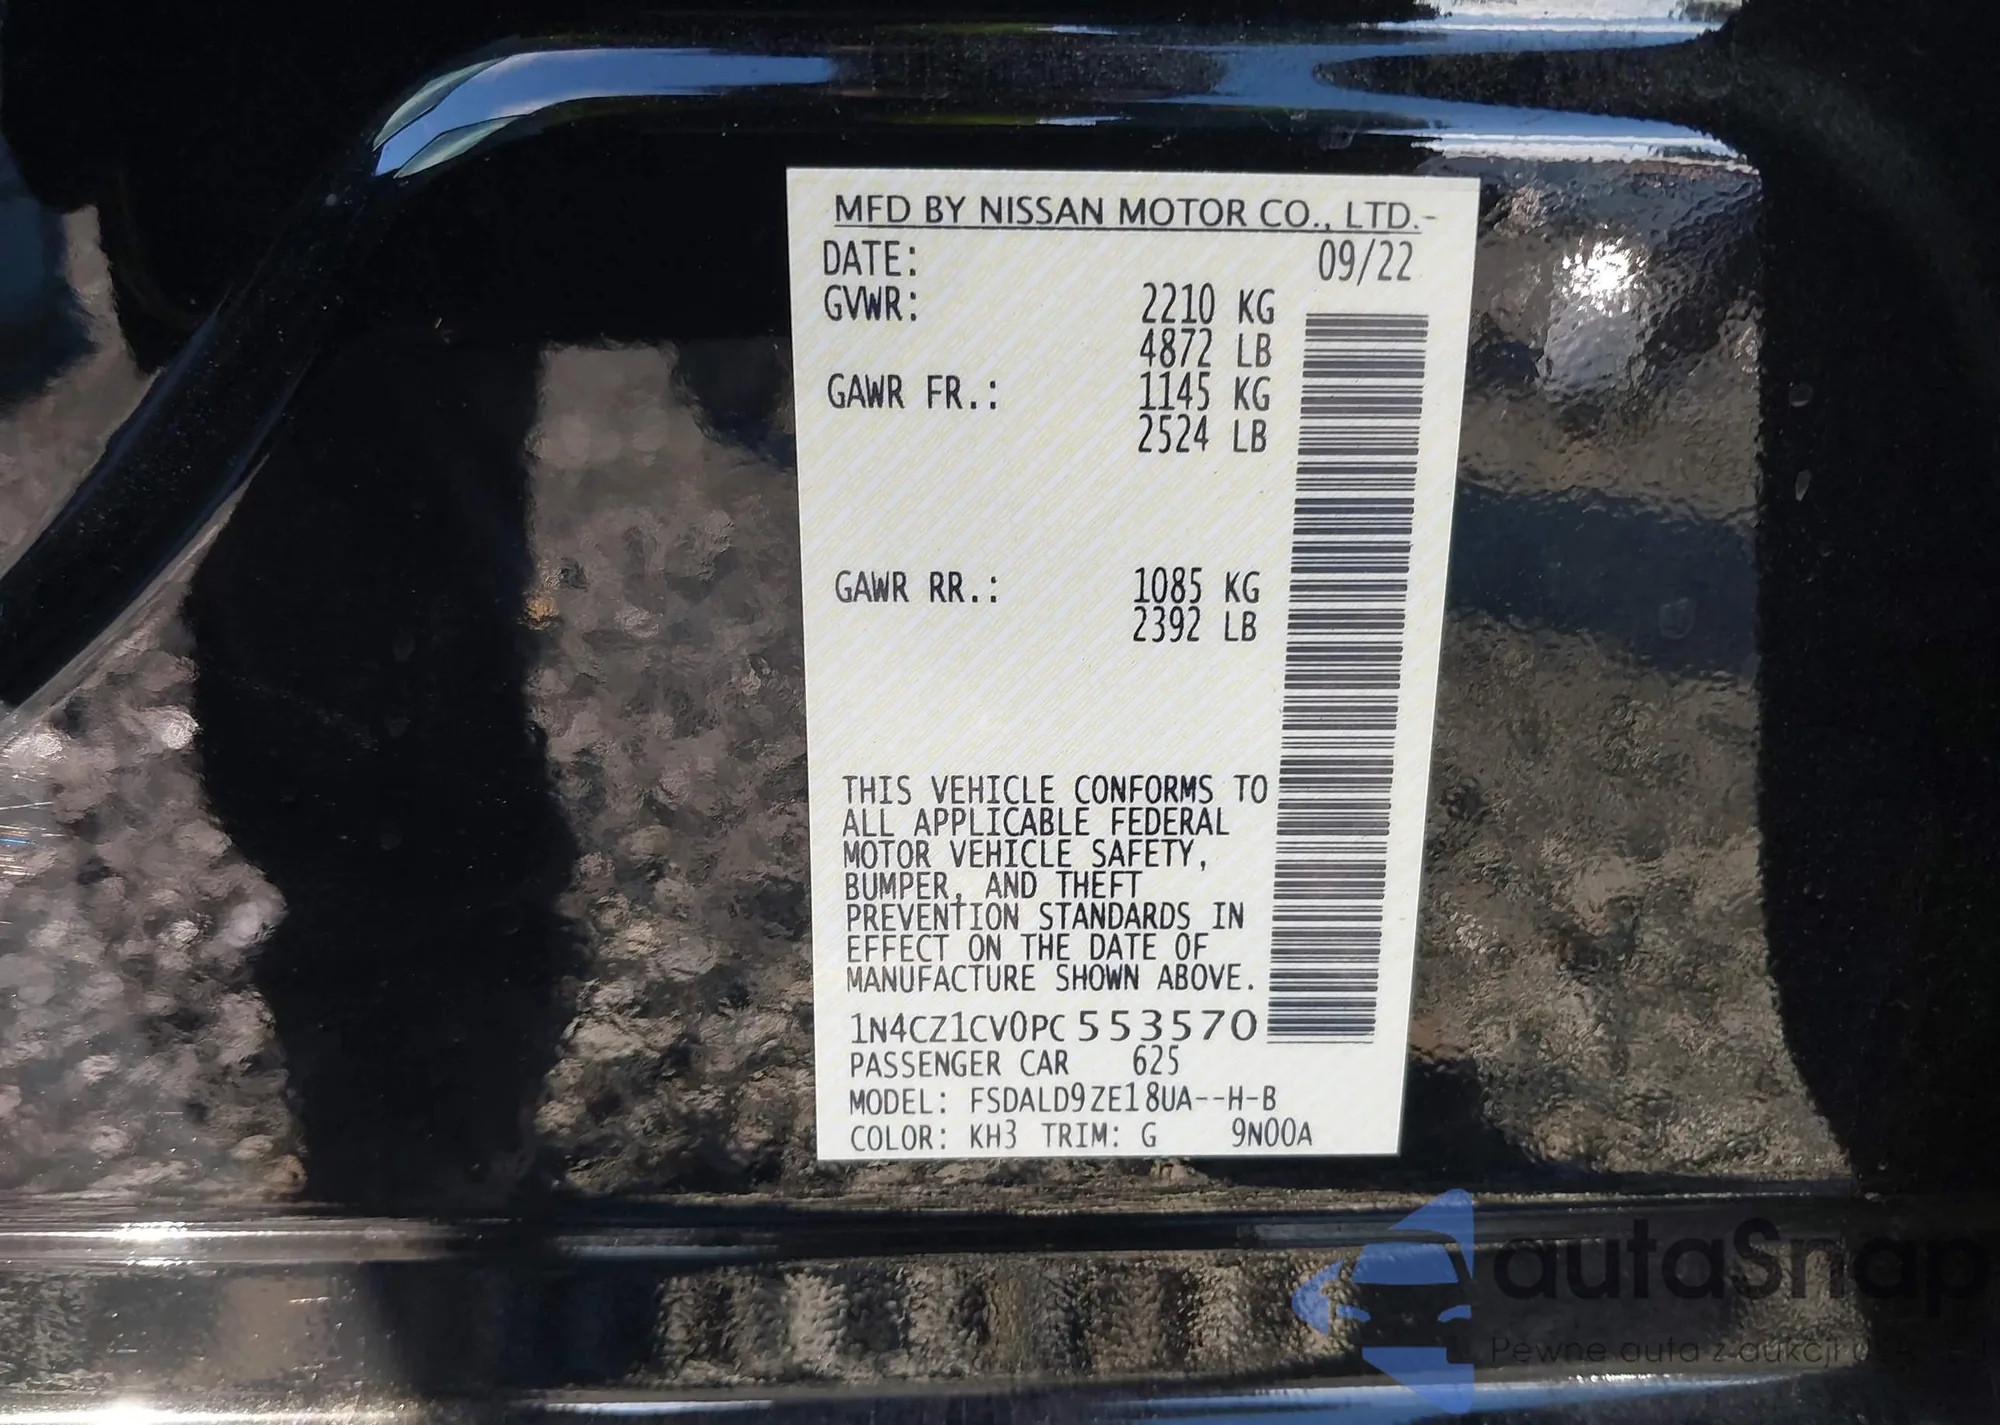 MFD BY NISSAN MOTOR CO., LTD.-
DATE: 09/22
GVWR: 2210 KG
4872 LB
GAWR FR.: 1145 KG
2524 LB
GAWR RR.: 1085 KG
2392 LB
THIS VEHICLE CONFORMS TO
ALL APPLICABLE FEDERAL
MOTOR VEHICLE SAFETY,
BUMPER, AND THEFT
PREVENTION STANDARDS IN
EFFECT ON THE DATE OF
MANUFACTURE SHOWN ABOVE.
1N4CZ1CV0PC553570
PASSENGER CAR 625
MODEL: FSDALD9ZE18UA--H-B
COLOR: KH3 TRIM: G 9N00A
autaSnap
Pewne auta z aukcji